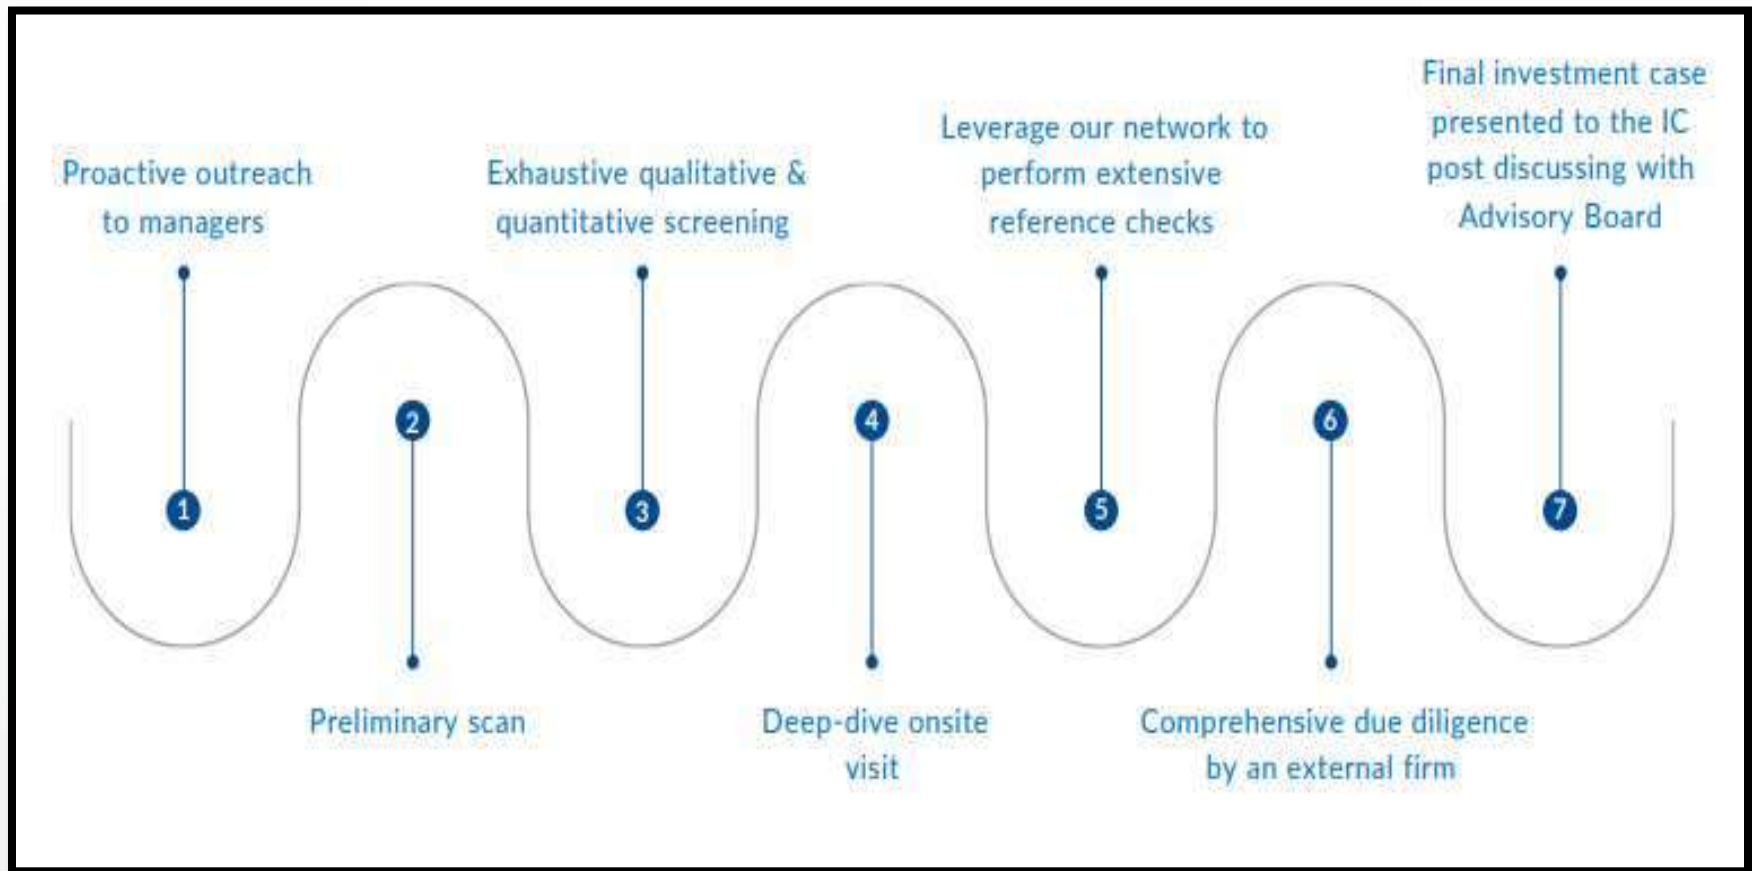 Proactive outreach
to managers
1
2
Preliminary scan
Exhaustive qualitative &
quantitative screening
3
4
Deep-dive onsite
visit
Leverage our network to
perform extensive
reference checks
5
6
Comprehensive due diligence
by an external firm
Final investment case
presented to the IC
post discussing with
Advisory Board
7